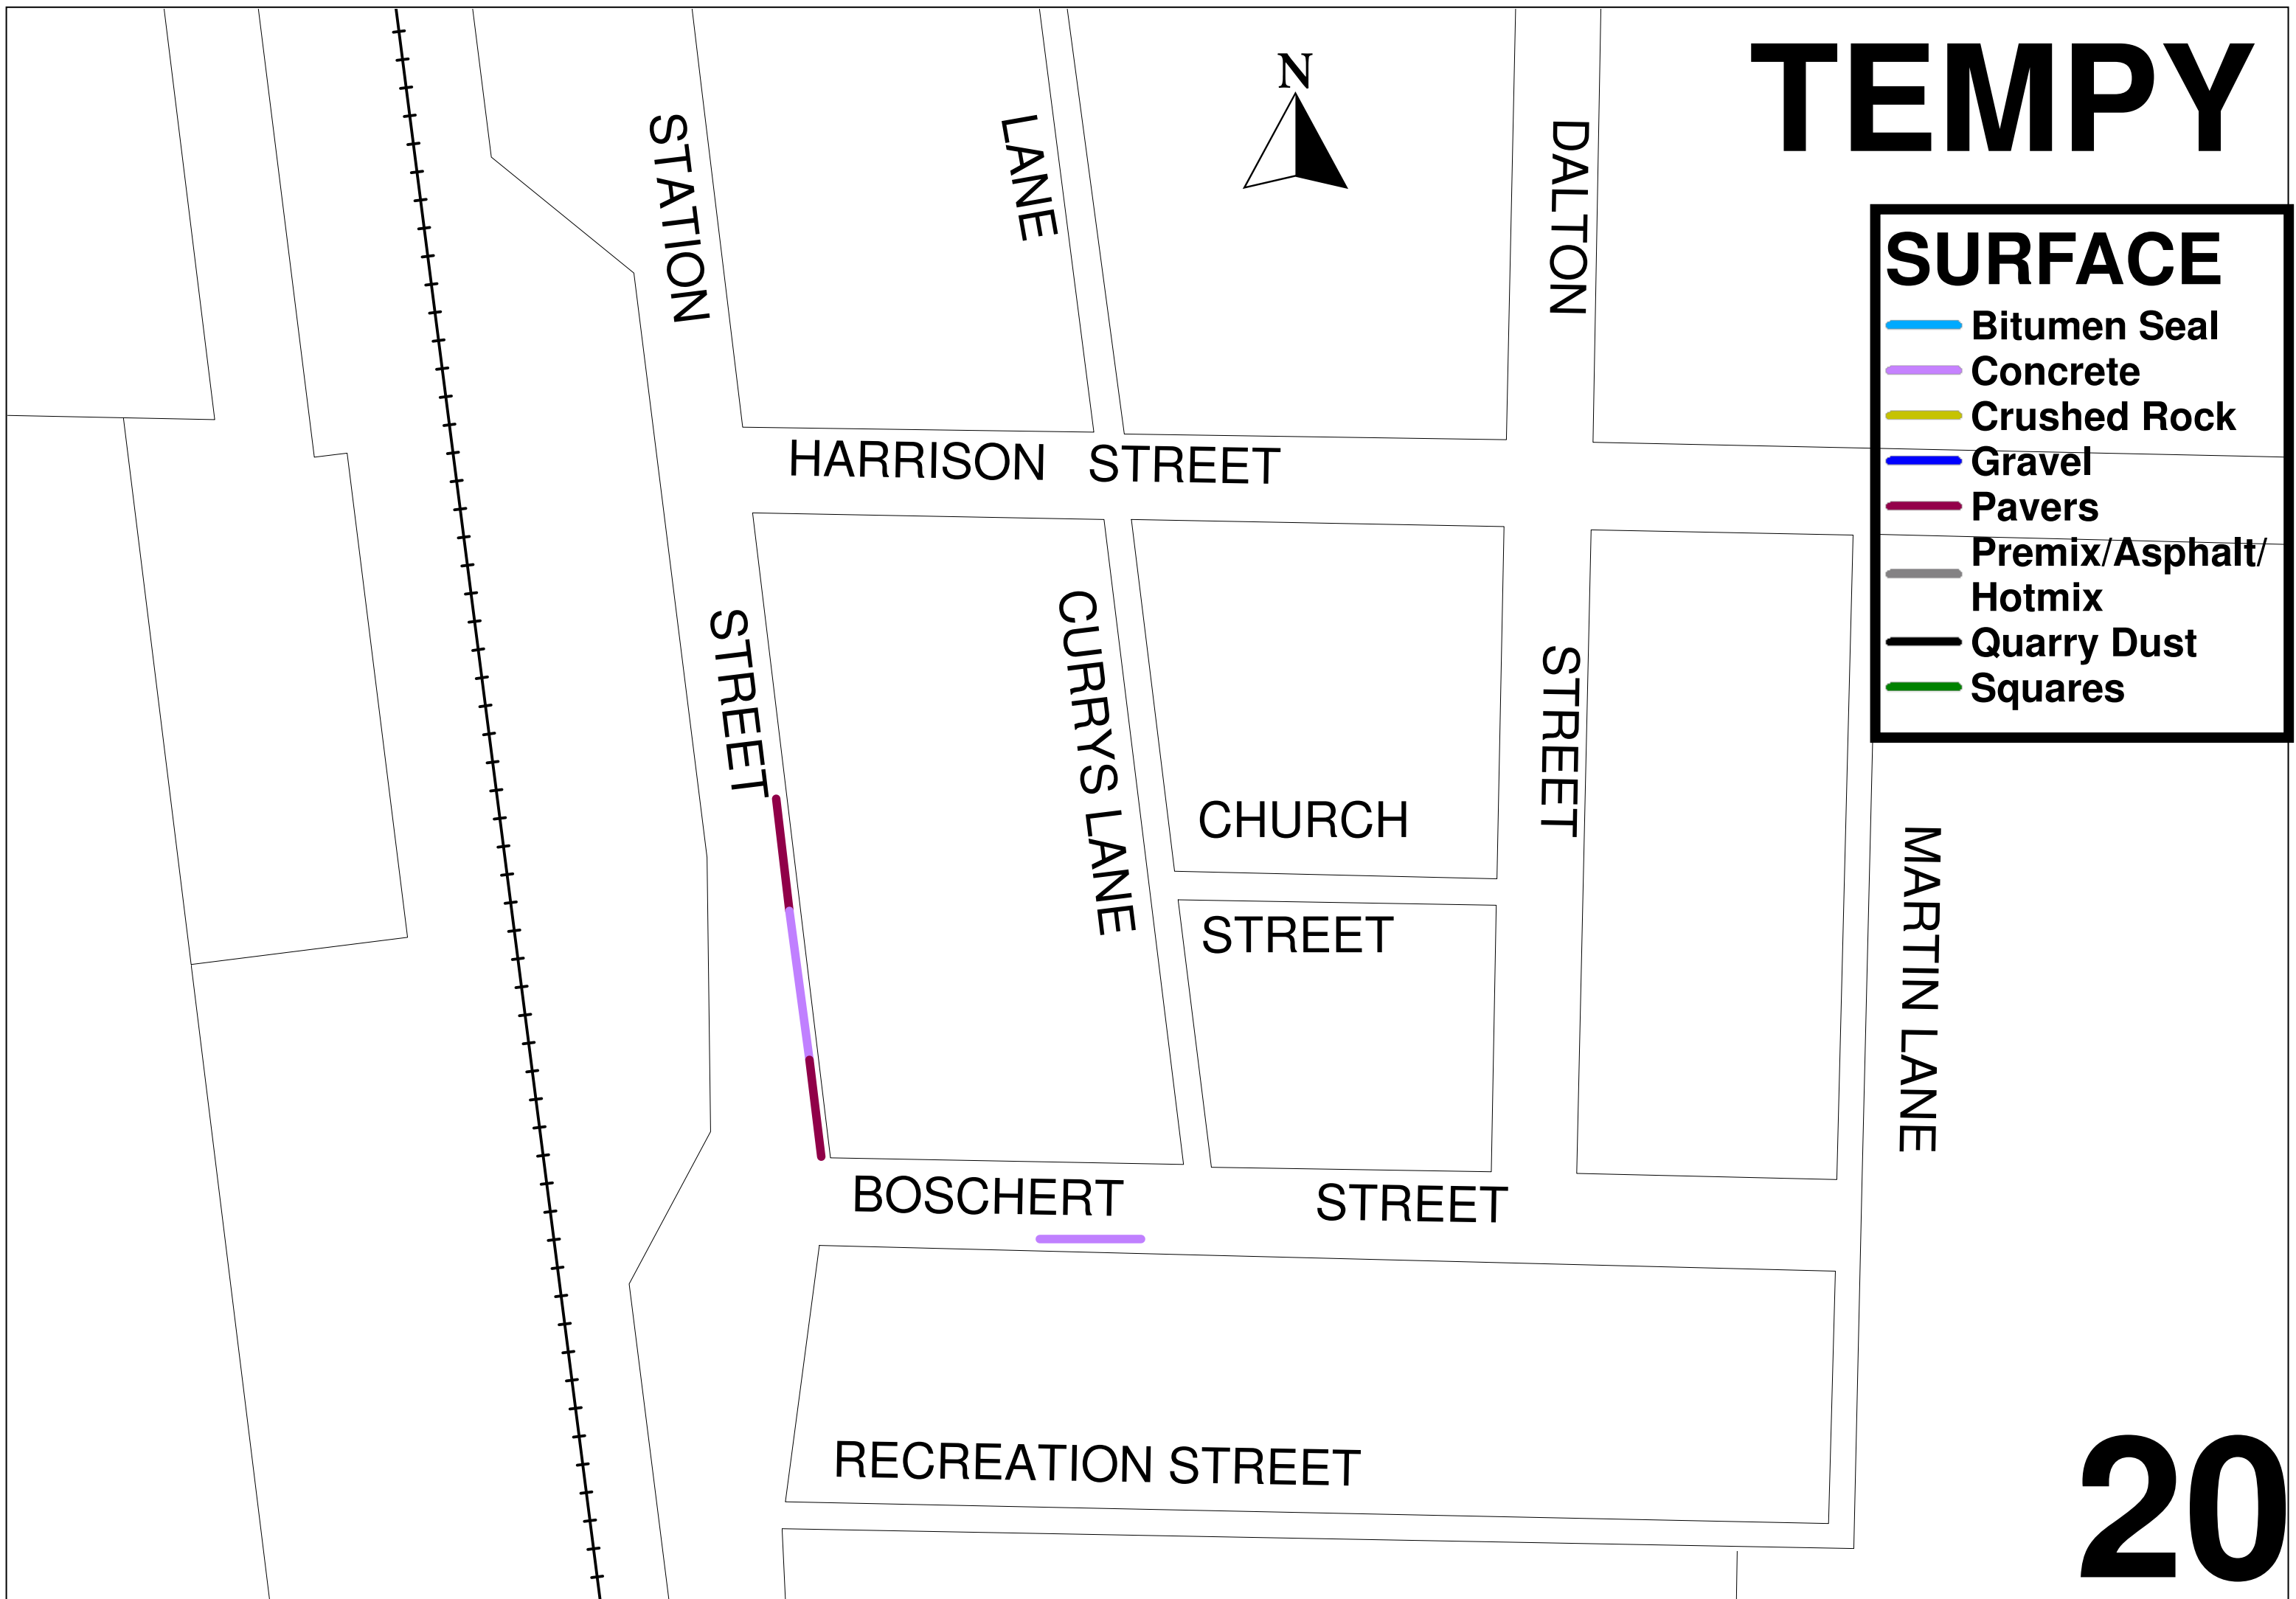 TEMPY
N
STATION
LANE
DALTON
SURFACE
Bitumen Seal
Concrete
Crushed Rock
Gravel
Pavers
Premix/Asphalt/
Hotmix
Quarry Dust
Squares
HARRISON STREET
STREET
CURRYS LANE
STREET
CHURCH
STREET
MARTIN LANE
BOSCHERT STREET
RECREATION STREET
20